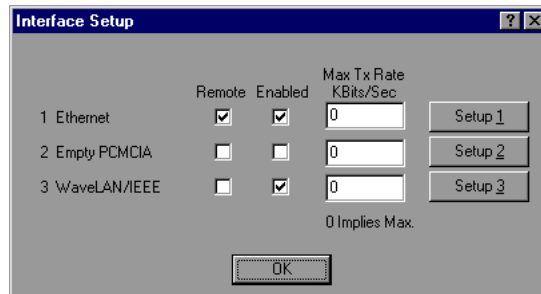 Interface Setup
Max Tx Rate
Remote Enabled KBits/Sec
1 Ethernet 0 Setup 1
2 Empty PCMCIA 0 Setup 2
3 WaveLAN/IEEE 0 Setup 3
0 Implies Max.
OK